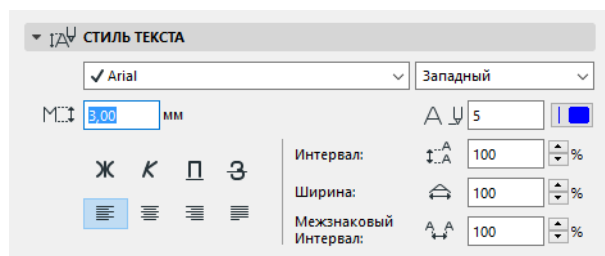 СТИЛЬ ТЕКСТА
Arial
Западный
3,00 мм
5
Ж К П З
Интервал: 100 %
Ширина: 100 %
Межзнаковый
Интервал: 100 %